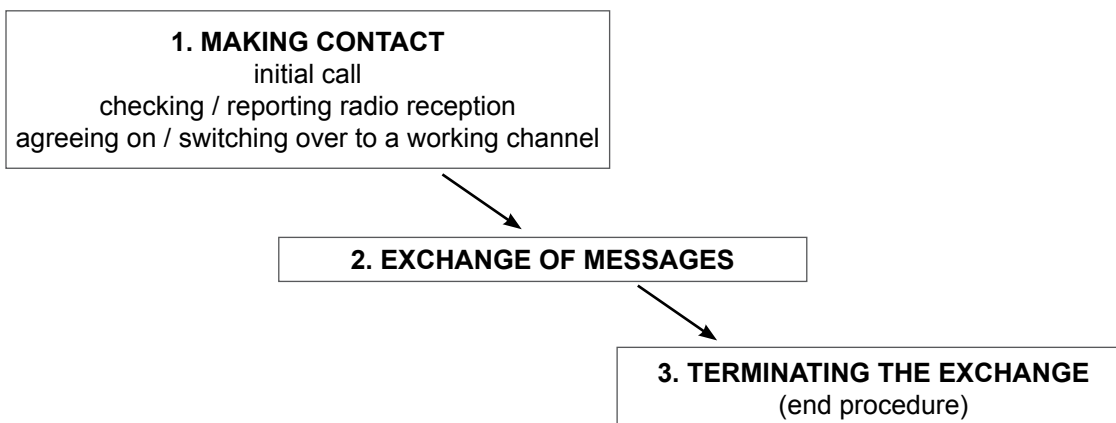 1. MAKING CONTACT
initial call
checking / reporting radio reception
agreeing on / switching over to a working channel
2. EXCHANGE OF MESSAGES
3. TERMINATING THE EXCHANGE
(end procedure)